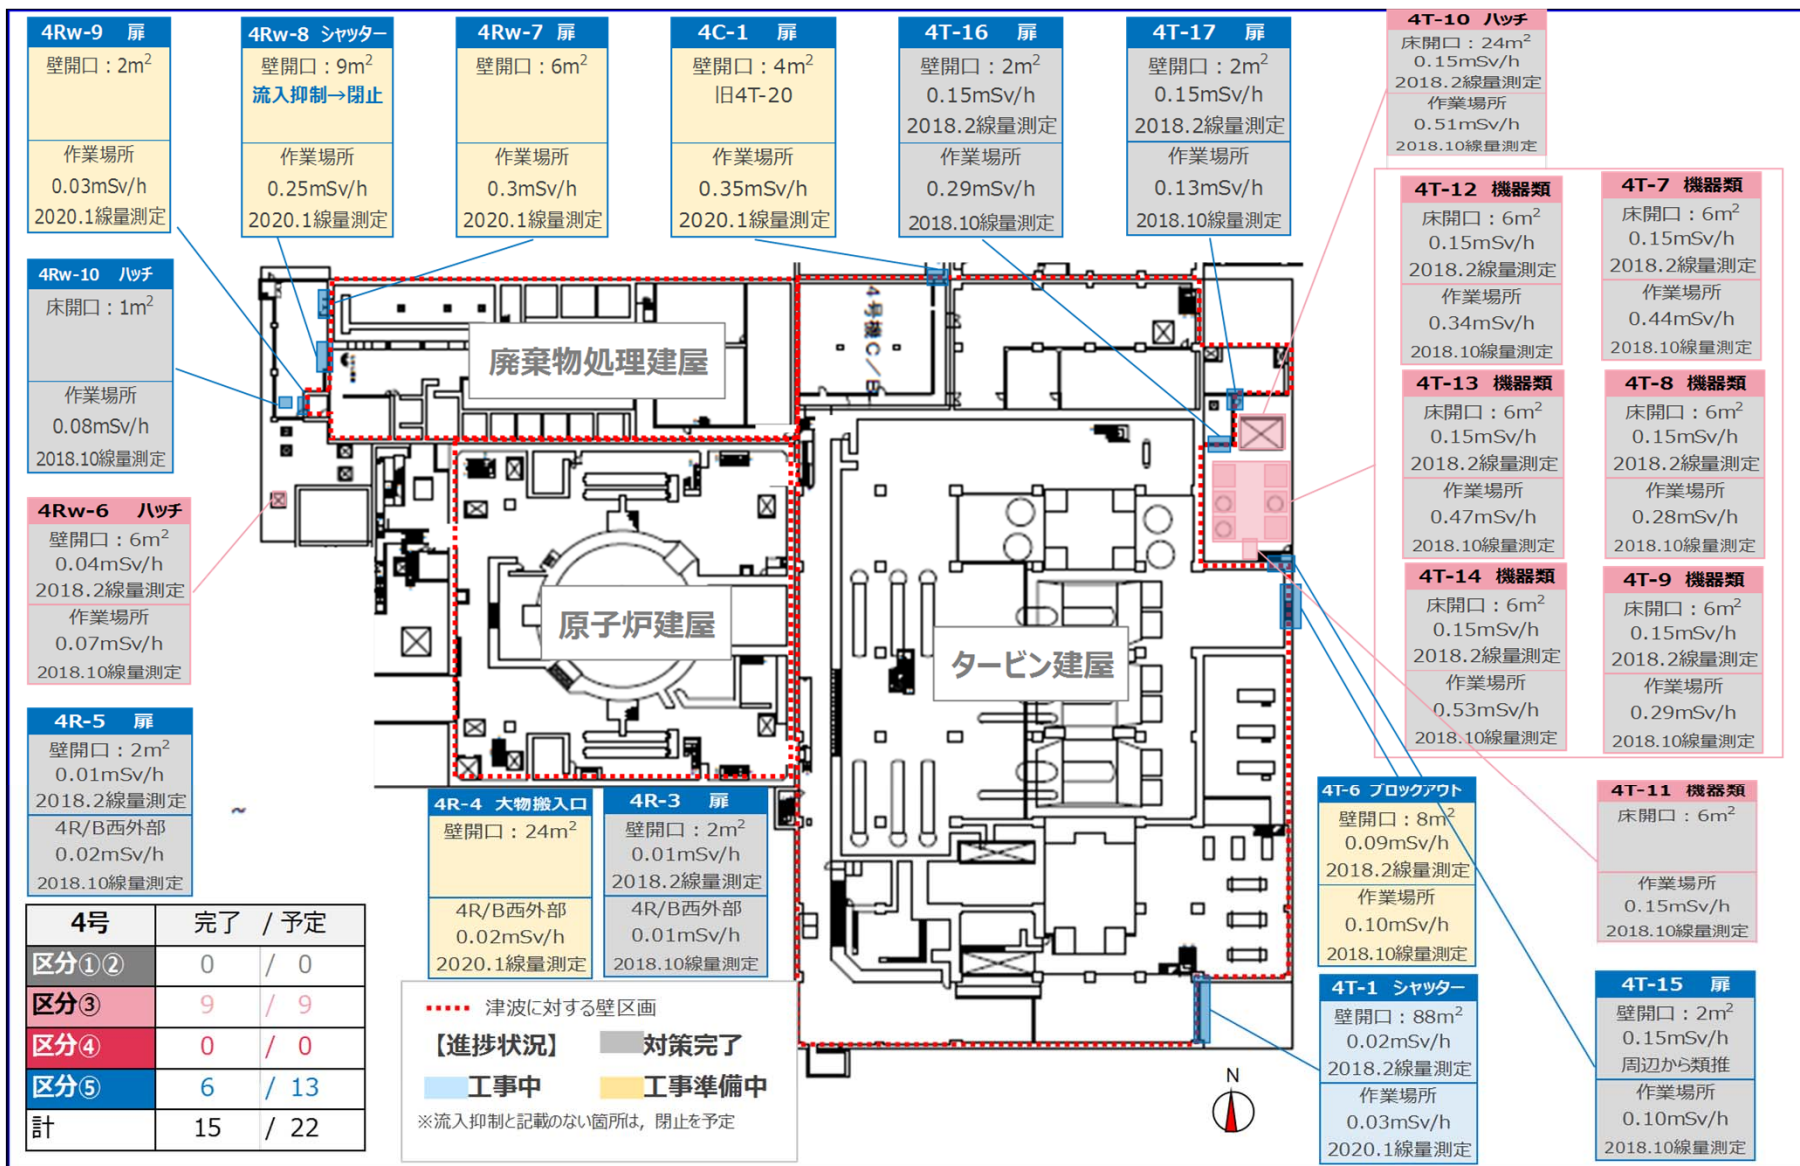 4Rw-9 扉
壁開口：2m²
作業場所
0.03mSv/h
2020.1線量測定
4Rw-8 シャッター
壁開口：9m²
流入抑制→閉止
作業場所
0.25mSv/h
2020.1線量測定
4Rw-7 扉
壁開口：6m²
作業場所
0.3mSv/h
2020.1線量測定
4C-1 扉
壁開口：4m²
旧4T-20
作業場所
0.35mSv/h
2020.1線量測定
4T-16 扉
壁開口：2m²
0.15mSv/h
2018.2線量測定
作業場所
0.29mSv/h
2018.10線量測定
4T-17 扉
壁開口：2m²
0.15mSv/h
2018.2線量測定
作業場所
0.13mSv/h
2018.10線量測定
4T-10 ハッチ
床開口：24m²
0.15mSv/h
2018.2線量測定
作業場所
0.51mSv/h
2018.10線量測定
4T-12 機器類
床開口：6m²
0.15mSv/h
2018.2線量測定
作業場所
0.34mSv/h
2018.10線量測定
4T-7 機器類
床開口：6m²
0.15mSv/h
2018.2線量測定
作業場所
0.44mSv/h
2018.10線量測定
4T-13 機器類
床開口：6m²
0.15mSv/h
2018.2線量測定
作業場所
0.47mSv/h
2018.10線量測定
4T-8 機器類
床開口：6m²
0.15mSv/h
2018.2線量測定
作業場所
0.28mSv/h
2018.10線量測定
4T-14 機器類
床開口：6m²
0.15mSv/h
2018.2線量測定
作業場所
0.53mSv/h
2018.10線量測定
4T-9 機器類
床開口：6m²
0.15mSv/h
2018.2線量測定
作業場所
0.29mSv/h
2018.10線量測定
4Rw-10 ハッチ
床開口：1m²
作業場所
0.08mSv/h
2018.10線量測定
4Rw-6 ハッチ
壁開口：6m²
0.04mSv/h
2018.2線量測定
作業場所
0.07mSv/h
2018.10線量測定
4R-5 扉
壁開口：2m²
0.01mSv/h
2018.2線量測定
4R/B西外部
0.02mSv/h
2018.10線量測定
廃棄物処理建屋
4号機C／B
原子炉建屋
タービン建屋
~
4R-4 大物搬入口
壁開口：24m²
4R/B西外部
0.02mSv/h
2020.1線量測定
4R-3 扉
壁開口：2m²
0.01mSv/h
2018.2線量測定
4R/B西外部
0.01mSv/h
2018.10線量測定
4T-6 ブロックアウト
壁開口：8m²
0.09mSv/h
2018.2線量測定
作業場所
0.10mSv/h
2018.10線量測定
4T-11 機器類
床開口：6m²
作業場所
0.15mSv/h
2018.10線量測定
4T-1 シャッター
壁開口：88m²
0.02mSv/h
2018.2線量測定
作業場所
0.03mSv/h
2020.1線量測定
4T-15 扉
壁開口：2m²
0.15mSv/h
周辺から類推
作業場所
0.10mSv/h
2018.10線量測定
4号 完了 / 予定
区分①② 0 / 0
区分③ 9 / 9
区分④ 0 / 0
区分⑤ 6 / 13
計 15 / 22
津波に対する壁区画
【進捗状況】 対策完了
工事中 工事準備中
※流入抑制と記載のない箇所は，閉止を予定
N